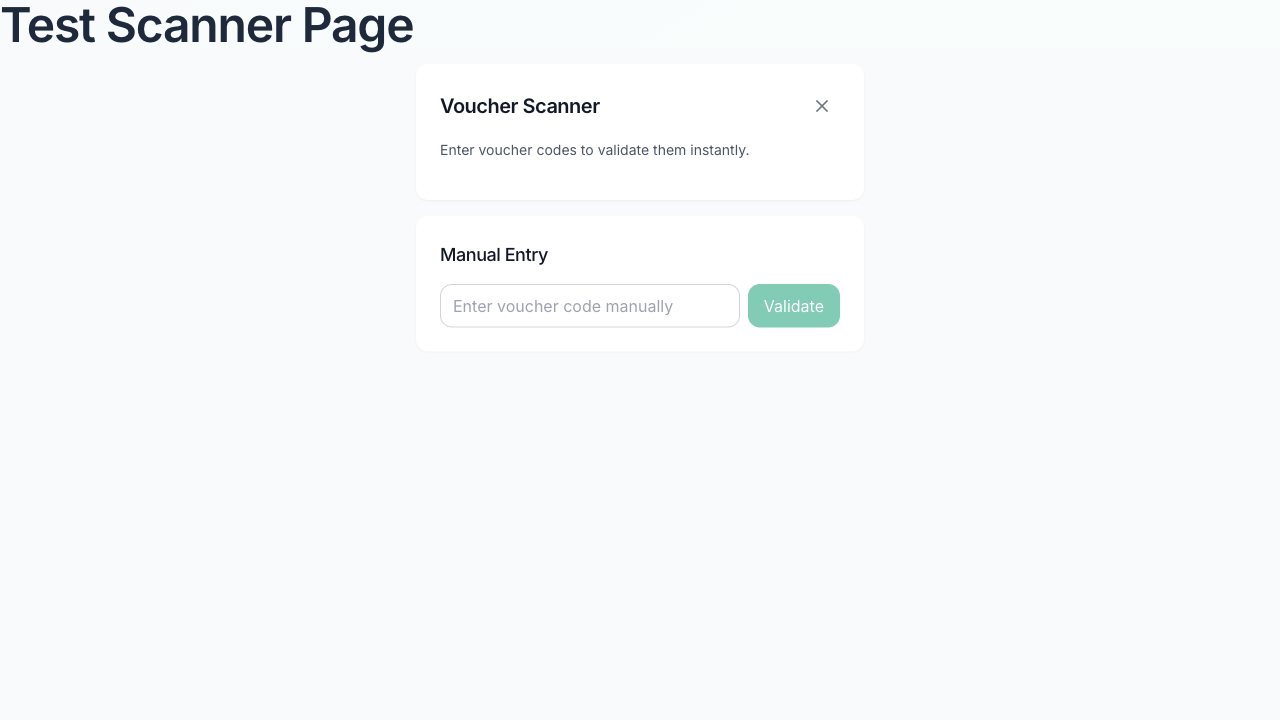 Test Scanner Page
Voucher Scanner
Enter voucher codes to validate them instantly.
Manual Entry
Enter voucher code manually
Validate